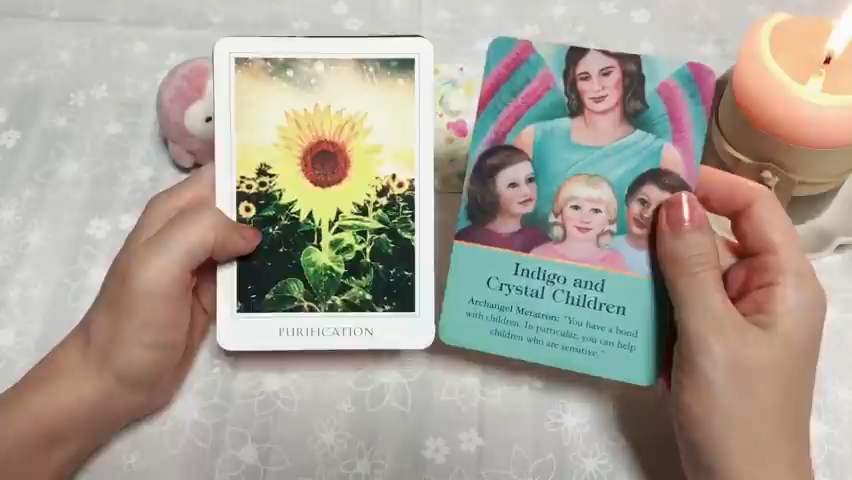 PURIFICATION
Indigo and
Crystal Children
Archangel Metatron: "You have a bond
with children. In particular, you can help
children who are sensitive."